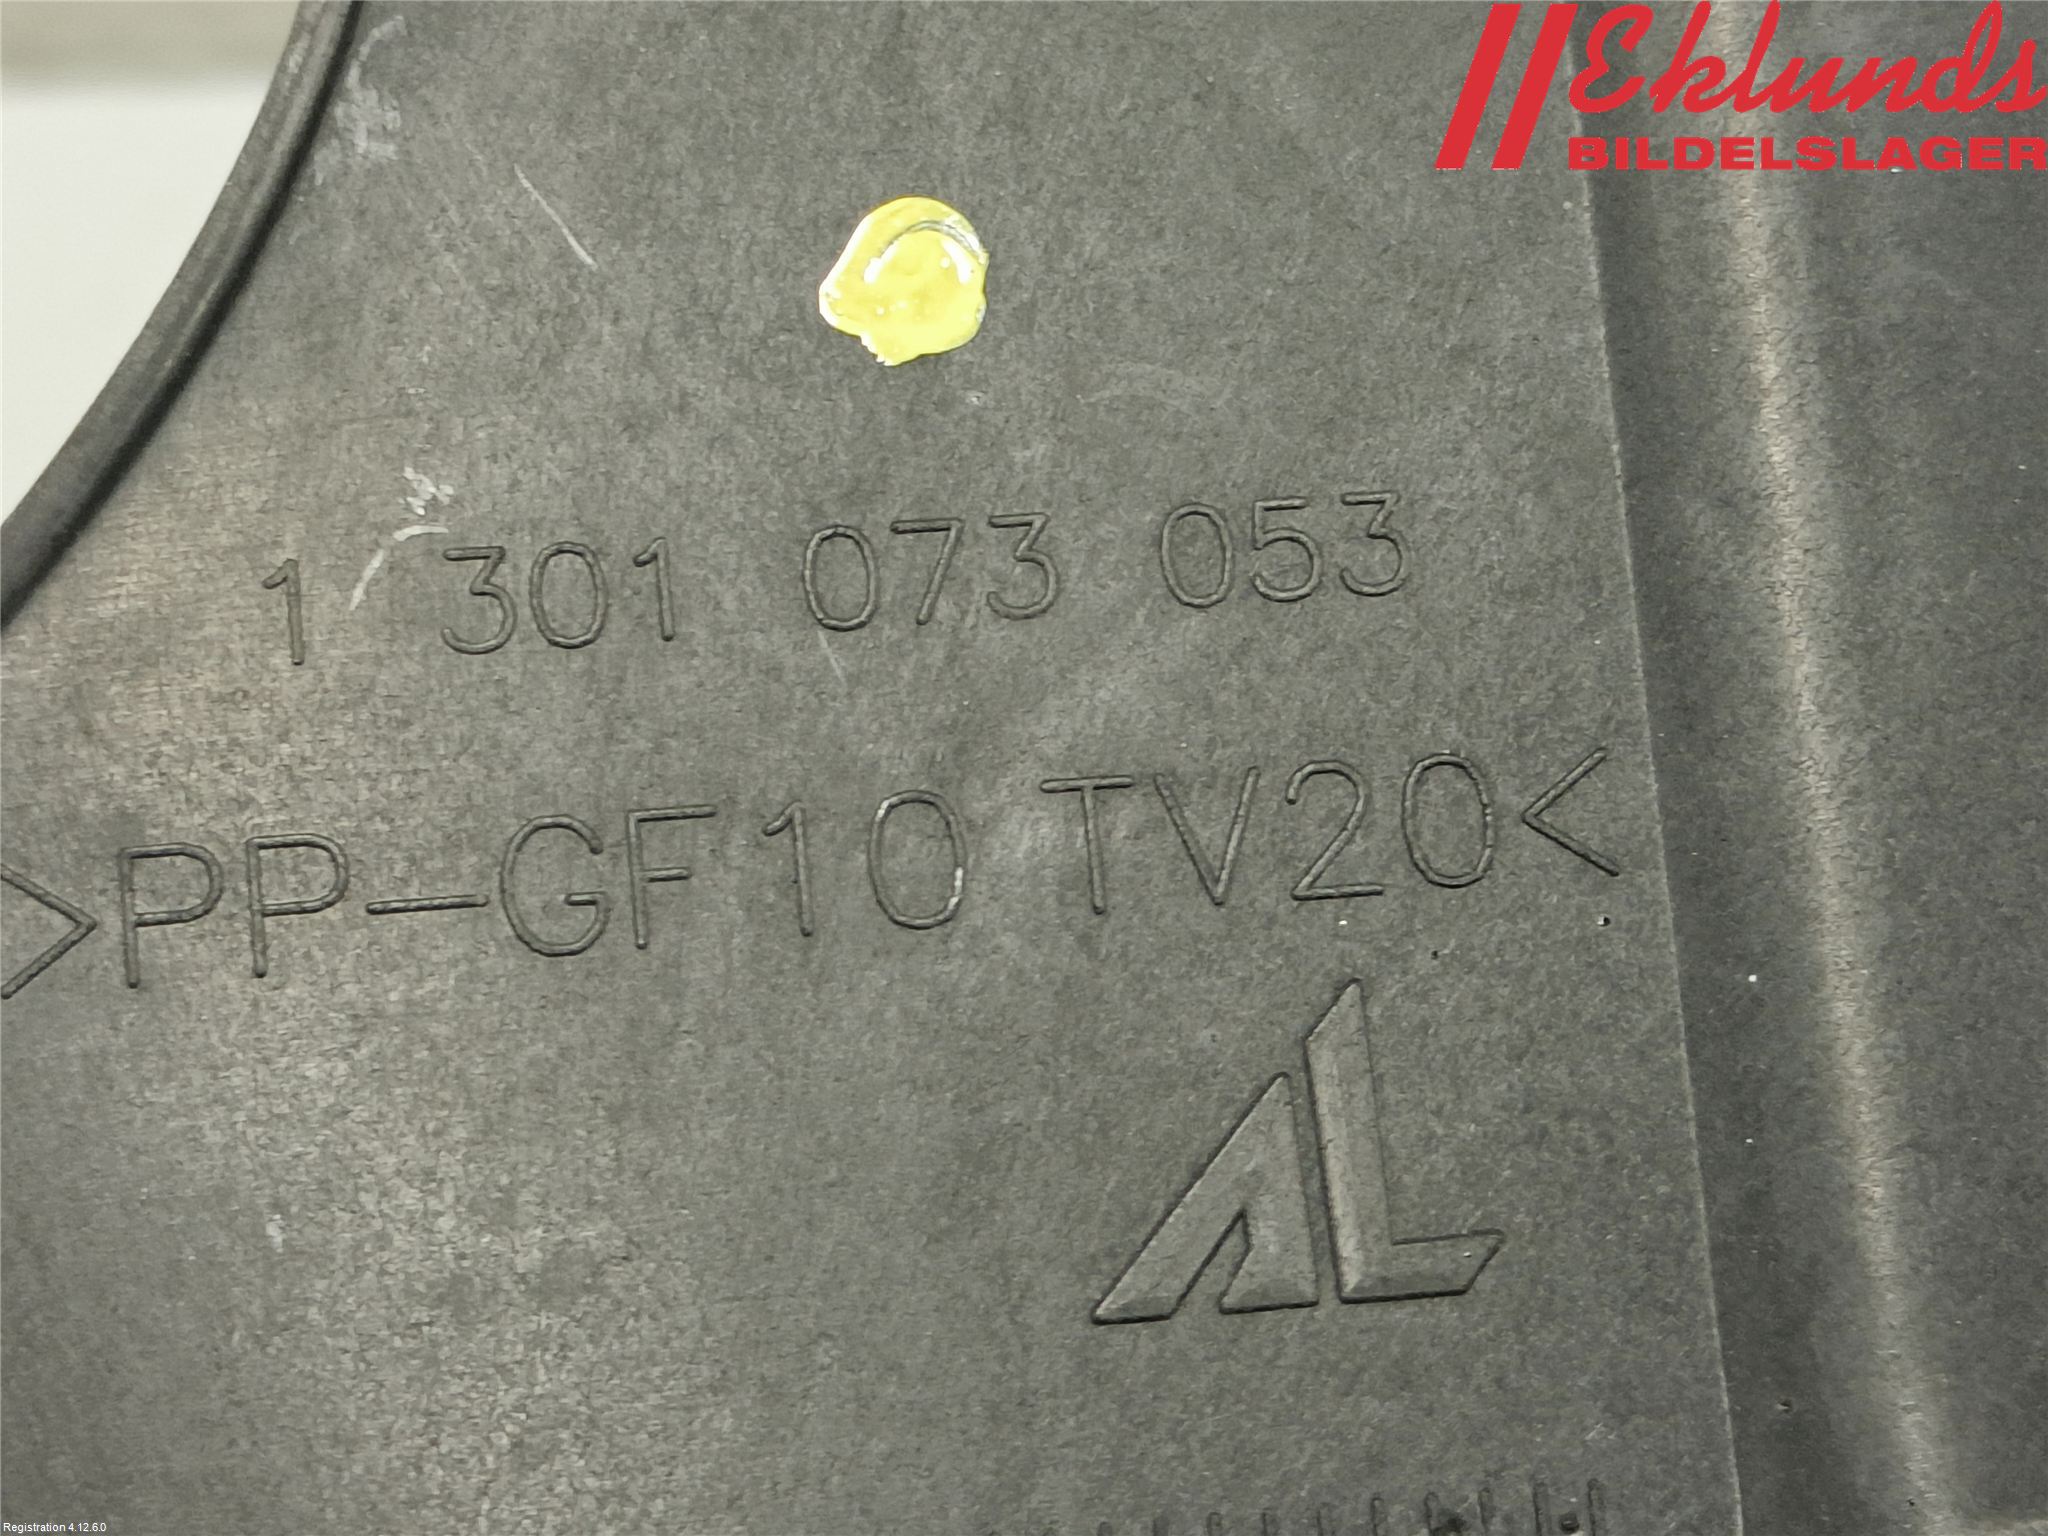 Eklunds
BILDELSLAGER
1 301 073 053
>PP-GF10 TV20<
AL
Registration 4.12.6.0